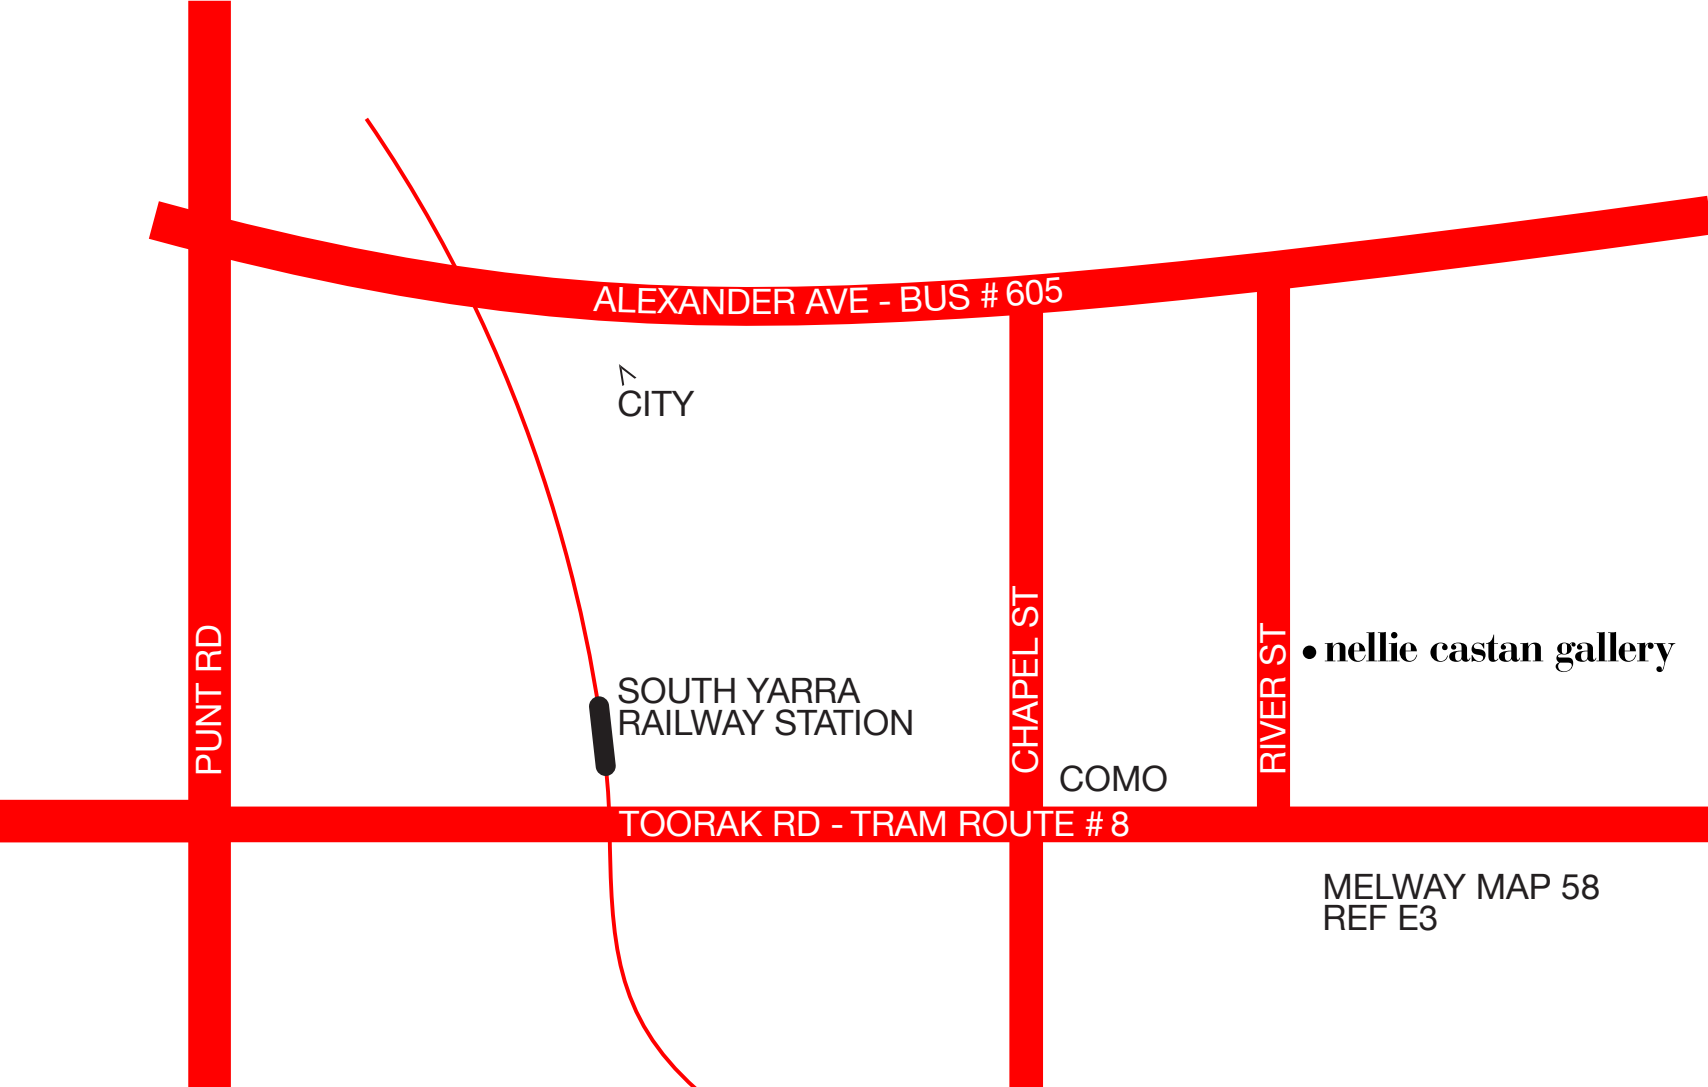 ALEXANDER AVE - BUS # 605
CITY
PUNT RD
SOUTH YARRA
RAILWAY STATION
CHAPEL ST
RIVER ST
nellie castan gallery
COMO
TOORAK RD - TRAM ROUTE # 8
MELWAY MAP 58
REF E3